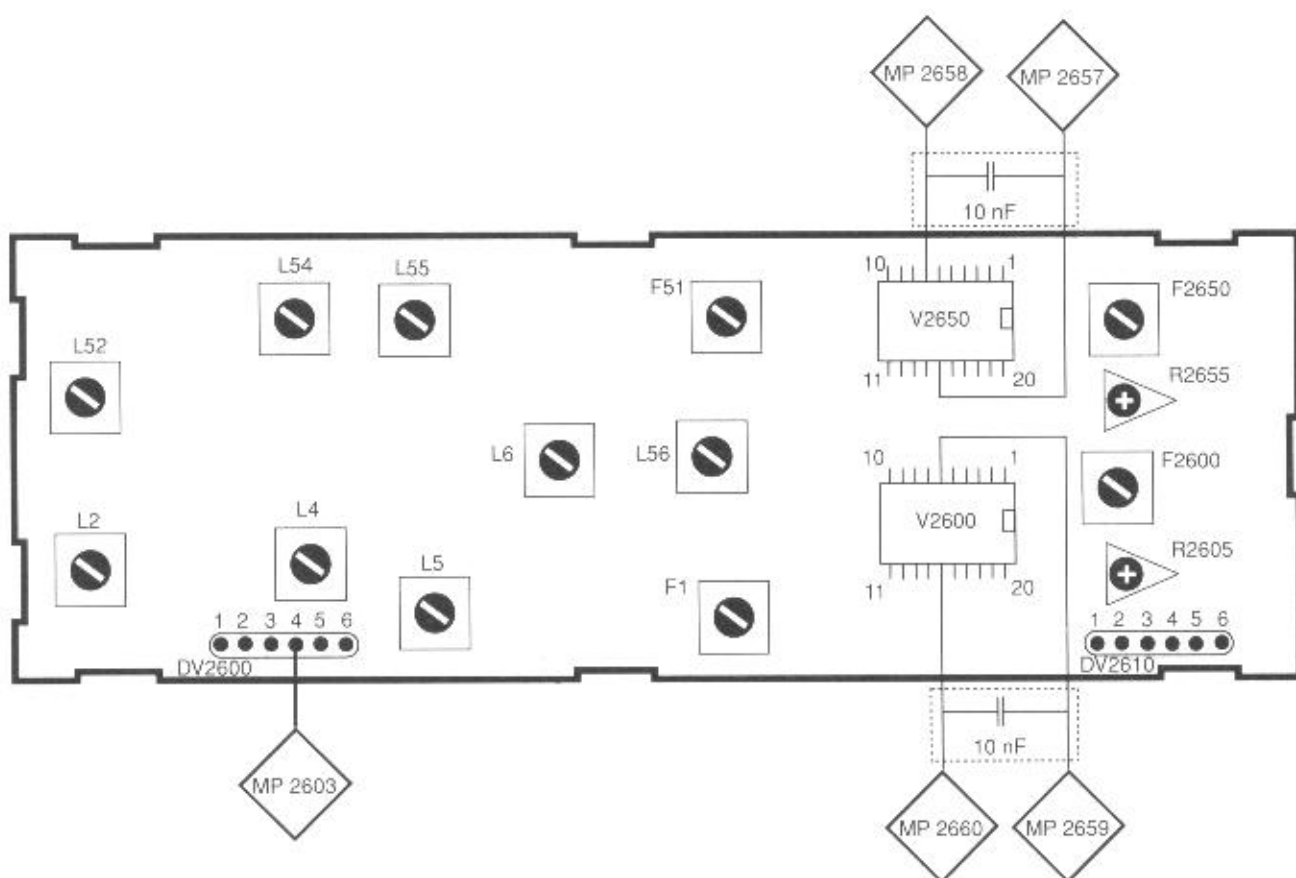 MP 2658 MP 2657
10 nF
L54 L55 F51 10 1 F2650
V2650
L52 11 20 R2655
L6 L56 10 1 F2600
V2600
L2 L4 L5 F1 11 20 R2605
1 2 3 4 5 6 1 2 3 4 5 6
DV2600 DV2610
10 nF
MP 2603
MP 2660 MP 2659